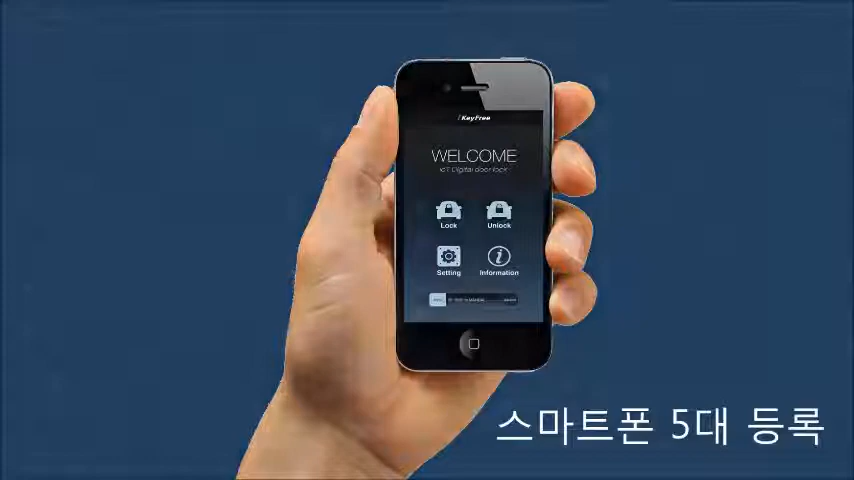 iKeyFree
WELCOME
IoT Digital door lock
Lock Unlock
Setting Information
스마트폰 5대 등록